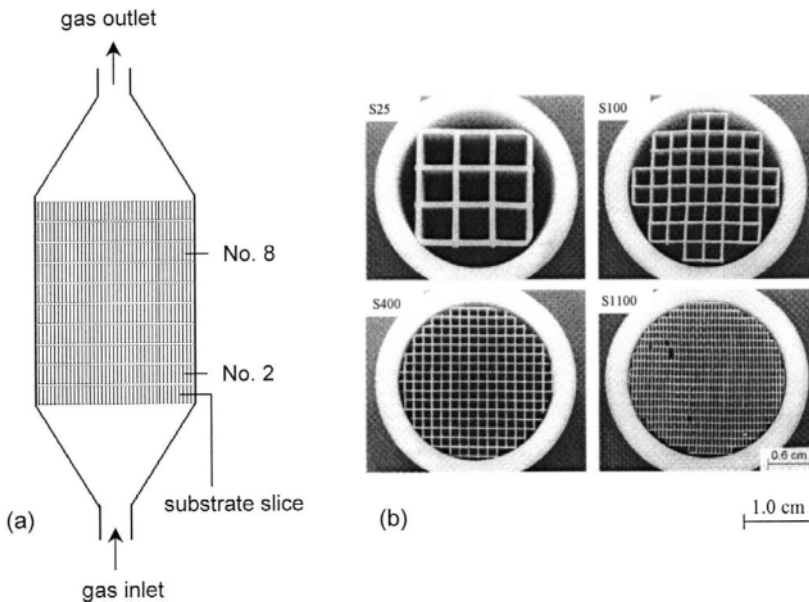 gas outlet
No. 8
No. 2
substrate slice
(a)
gas inlet
S25
S100
S400
S1100
0.6 cm
(b)
1.0 cm